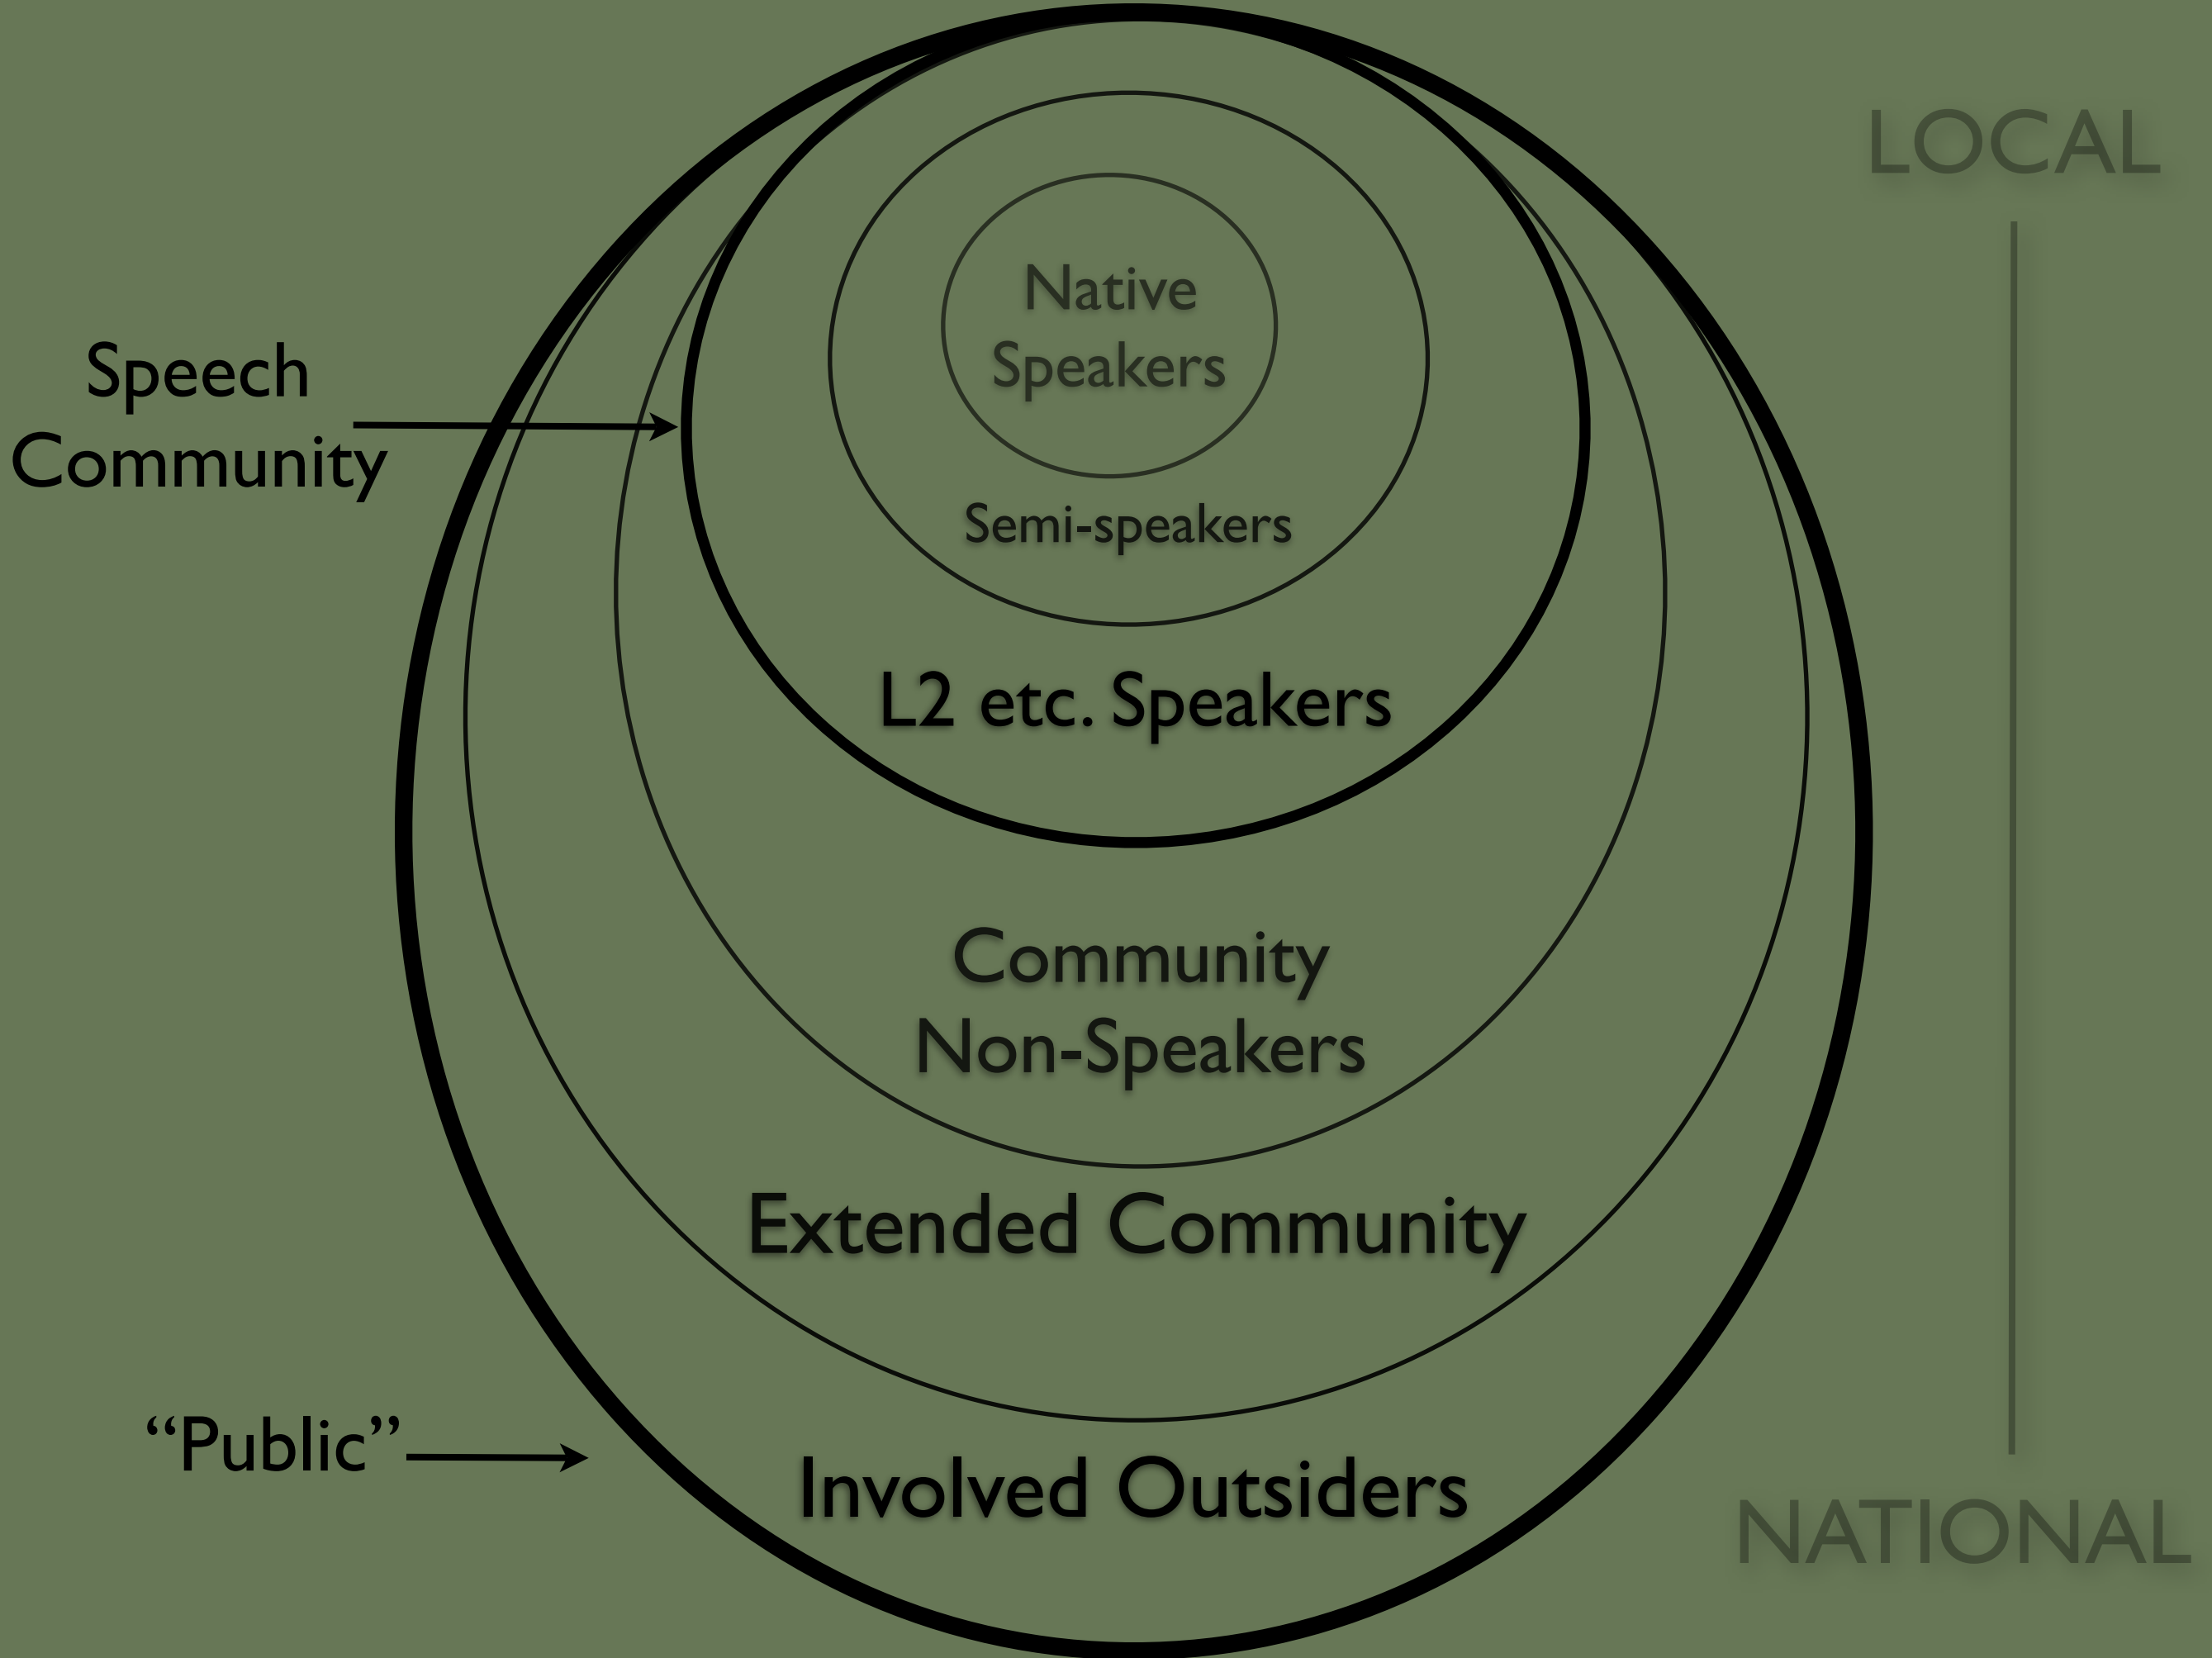 LOCAL
Native
Speakers
Speech
Community
Semi-speakers
L2 etc. Speakers
Community
Non-Speakers
Extended Community
“Public”
Involved Outsiders
NATIONAL